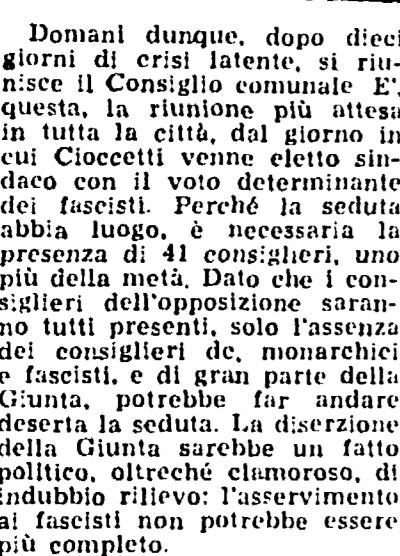 Domani dunque, dopo dieci
giorni di crisi latente, si riu-
nisce il Consiglio comunale E',
questa, la riunione più attesa
in tutta la città, dal giorno in
cui Cioccetti venne eletto sin-
daco con il voto determinante
dei fascisti. Perché la seduta
abbia luogo, è necessaria la
presenza di 41 consiglieri, uno
più della metà. Dato che i con-
siglieri dell'opposizione saran-
no tutti presenti, solo l'assenza
dei consiglieri dc, monarchici
e fascisti, e di gran parte della
Giunta, potrebbe far andare
deserta la seduta. La diserzione
della Giunta sarebbe un fatto
politico, oltreché clamoroso, di
indubbio rilievo: l'asservimento
ai fascisti non potrebbe essere
più completo.